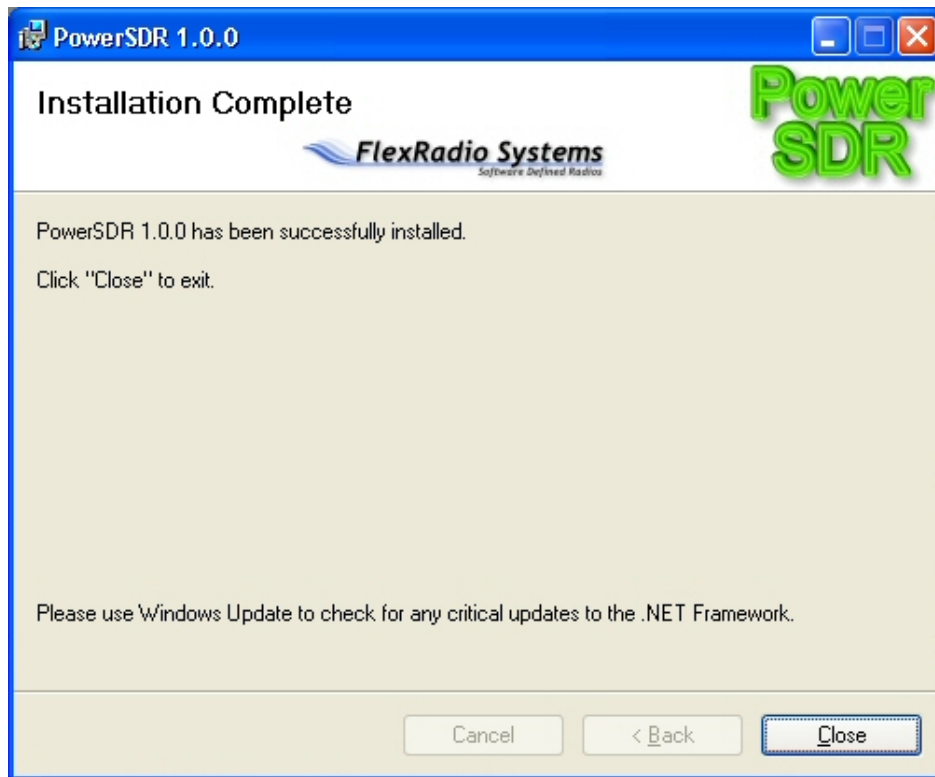 PowerSDR 1.0.0
Installation Complete
Power
SDR
FlexRadio Systems
Software Defined Radios
PowerSDR 1.0.0 has been successfully installed.
Click "Close" to exit.
Please use Windows Update to check for any critical updates to the .NET Framework.
Cancel
< Back
Close